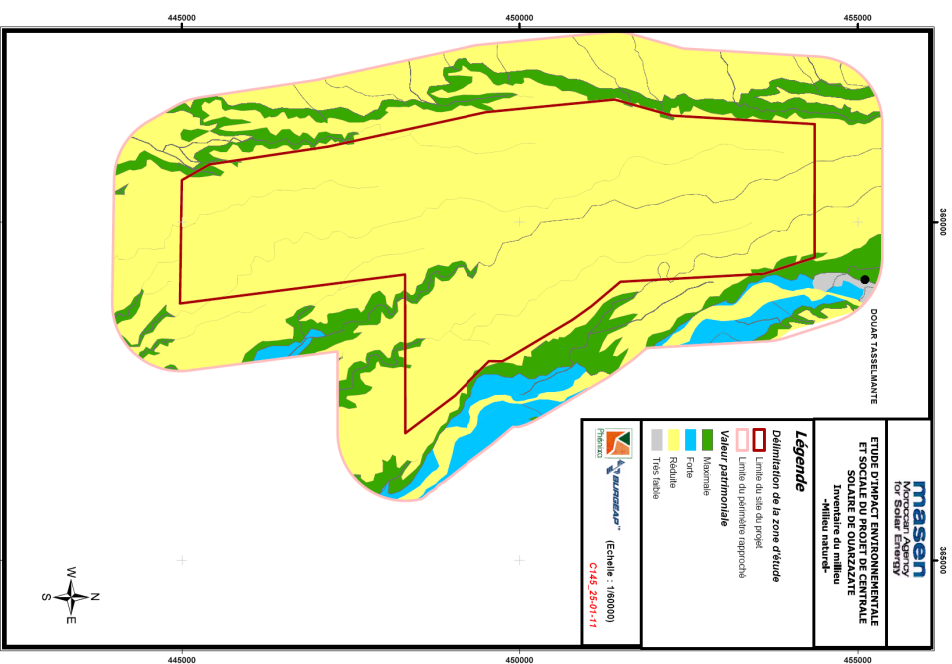 445000
450000
455000
360000
365000
445000
450000
455000
DOUAR TASSELMANTE
masen
Moroccan Agency
for Solar Energy
ETUDE D'IMPACT ENVIRONNEMENTALE
ET SOCIALE DU PROJET DE CENTRALE
SOLAIRE DE OUARZAZATE
Inventaire du milieu
-Milieu naturel-
Légende
Délimitation de la zone d'étude
Limite du site du projet
Limite du périmètre rapproché
Valeur patrimoniale
Maximale
Forte
Réduite
Très faible
Phénixa
BURGEAP
(Echelle : 1/60000)
C145_25-01-11
N
W
E
S